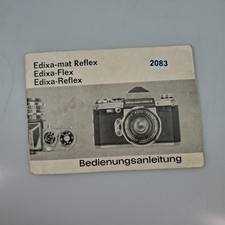 Edixa-mat Reflex
Edixa-Flex
Edixa-Reflex
2083
Bedienungsanleitung